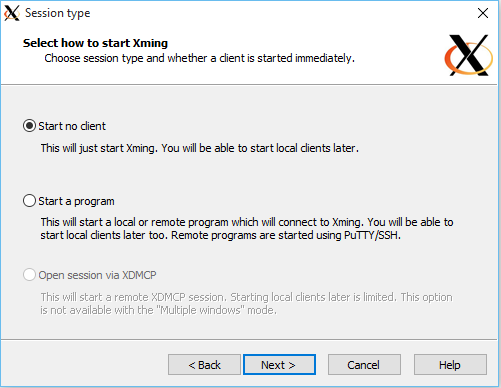 Session type
Select how to start Xming
Choose session type and whether a client is started immediately.
Start no client
This will just start Xming. You will be able to start local clients later.
Start a program
This will start a local or remote program which will connect to Xming. You will be able to
start local clients later too. Remote programs are started using PuTTY/SSH.
Open session via XDMCP
This will start a remote XDMCP session. Starting local clients later is limited. This option
is not available with the "Multiple windows" mode.
< Back
Next >
Cancel
Help